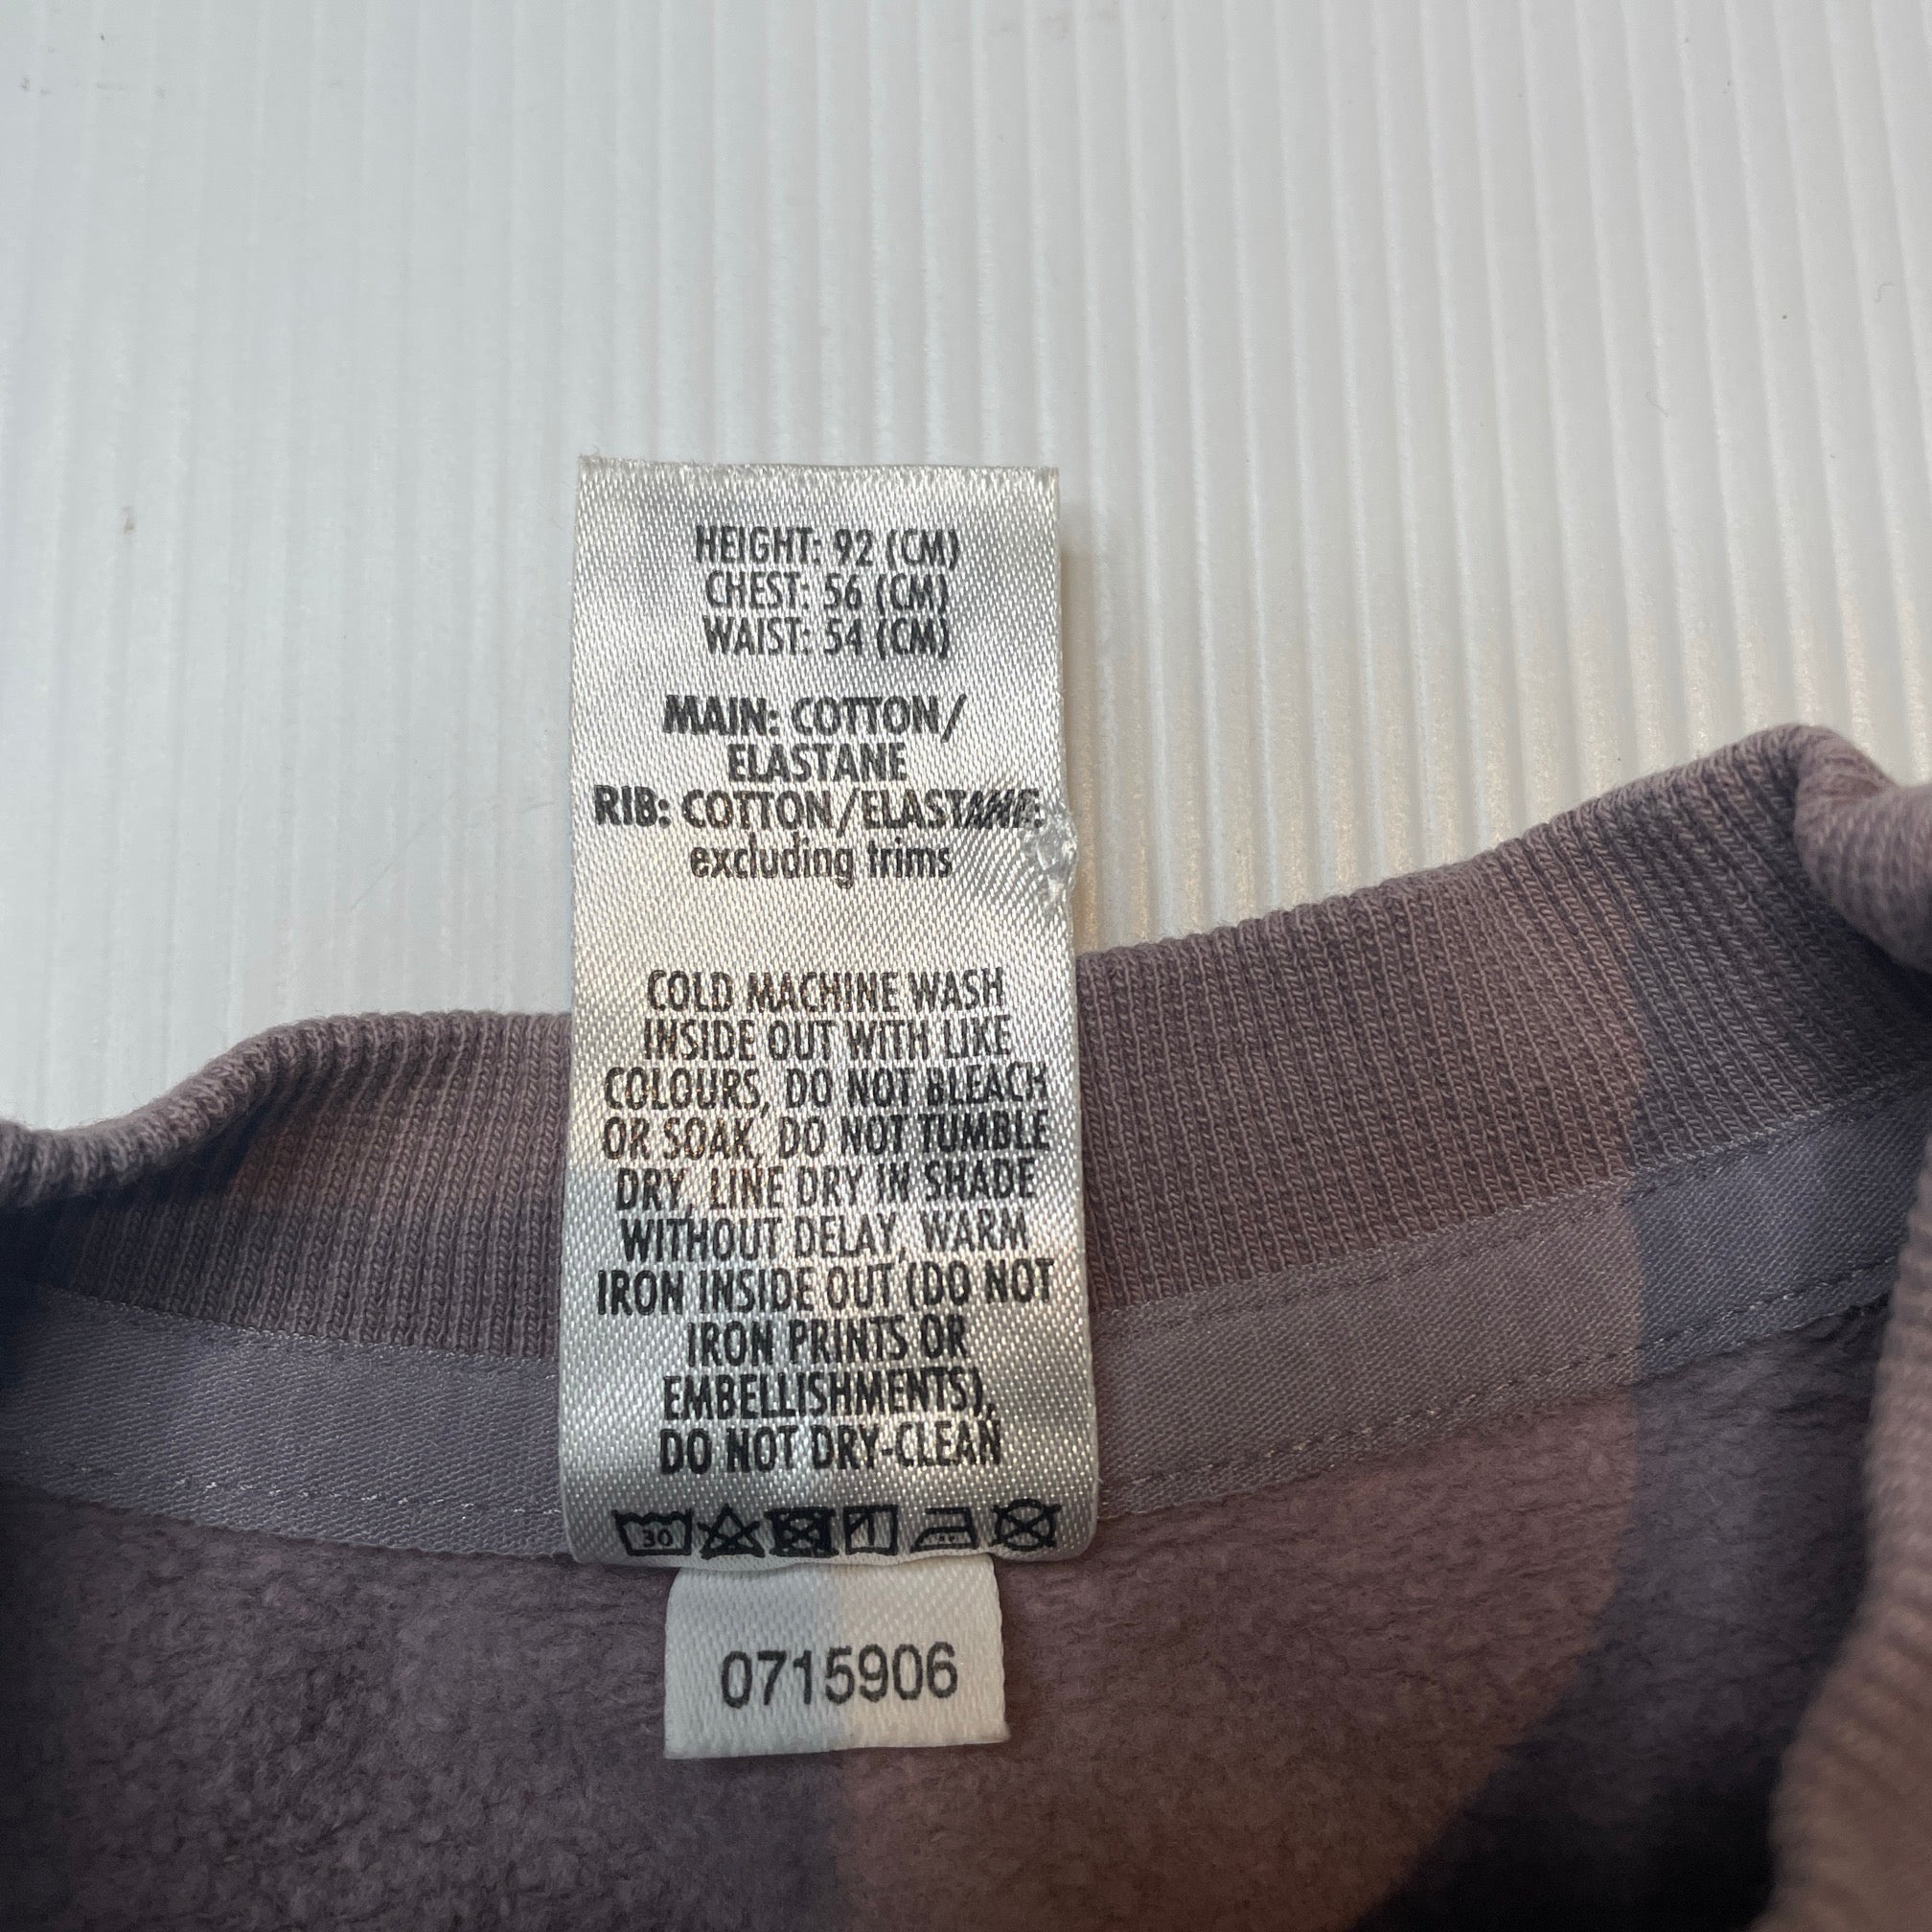 HEIGHT: 92 (CM)
CHEST: 56 (CM)
WAIST: 54 (CM)
MAIN: COTTON/
ELASTANE
RIB: COTTON/ELASTANE:
excluding trims
COLD MACHINE WASH
INSIDE OUT WITH LIKE
COLOURS, DO NOT BLEACH
OR SOAK, DO NOT TUMBLE
DRY, LINE DRY IN SHADE
WITHOUT DELAY, WARM
IRON INSIDE OUT (DO NOT
IRON PRINTS OR
EMBELLISHMENTS),
DO NOT DRY-CLEAN
30
0715906